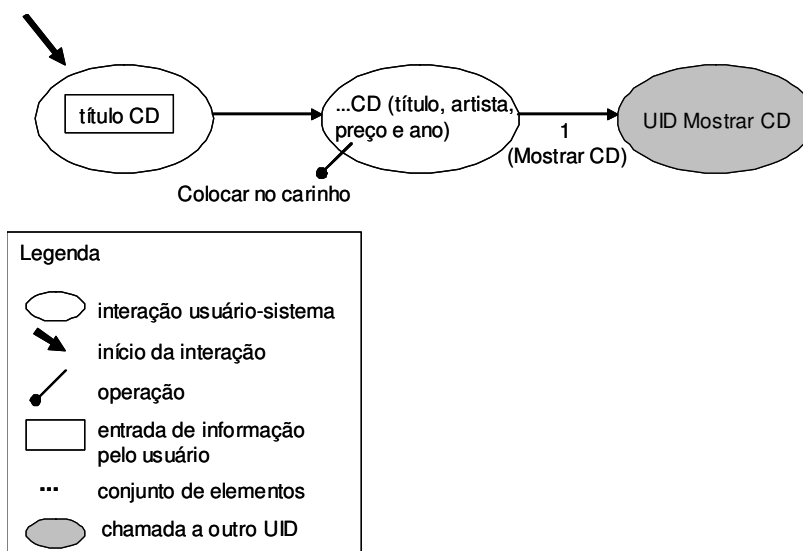 título CD
...CD (título, artista,
preço e ano)
Colocar no carinho
1
(Mostrar CD)
UID Mostrar CD
Legenda
interação usuário-sistema
início da interação
operação
entrada de informação
pelo usuário
... conjunto de elementos
chamada a outro UID